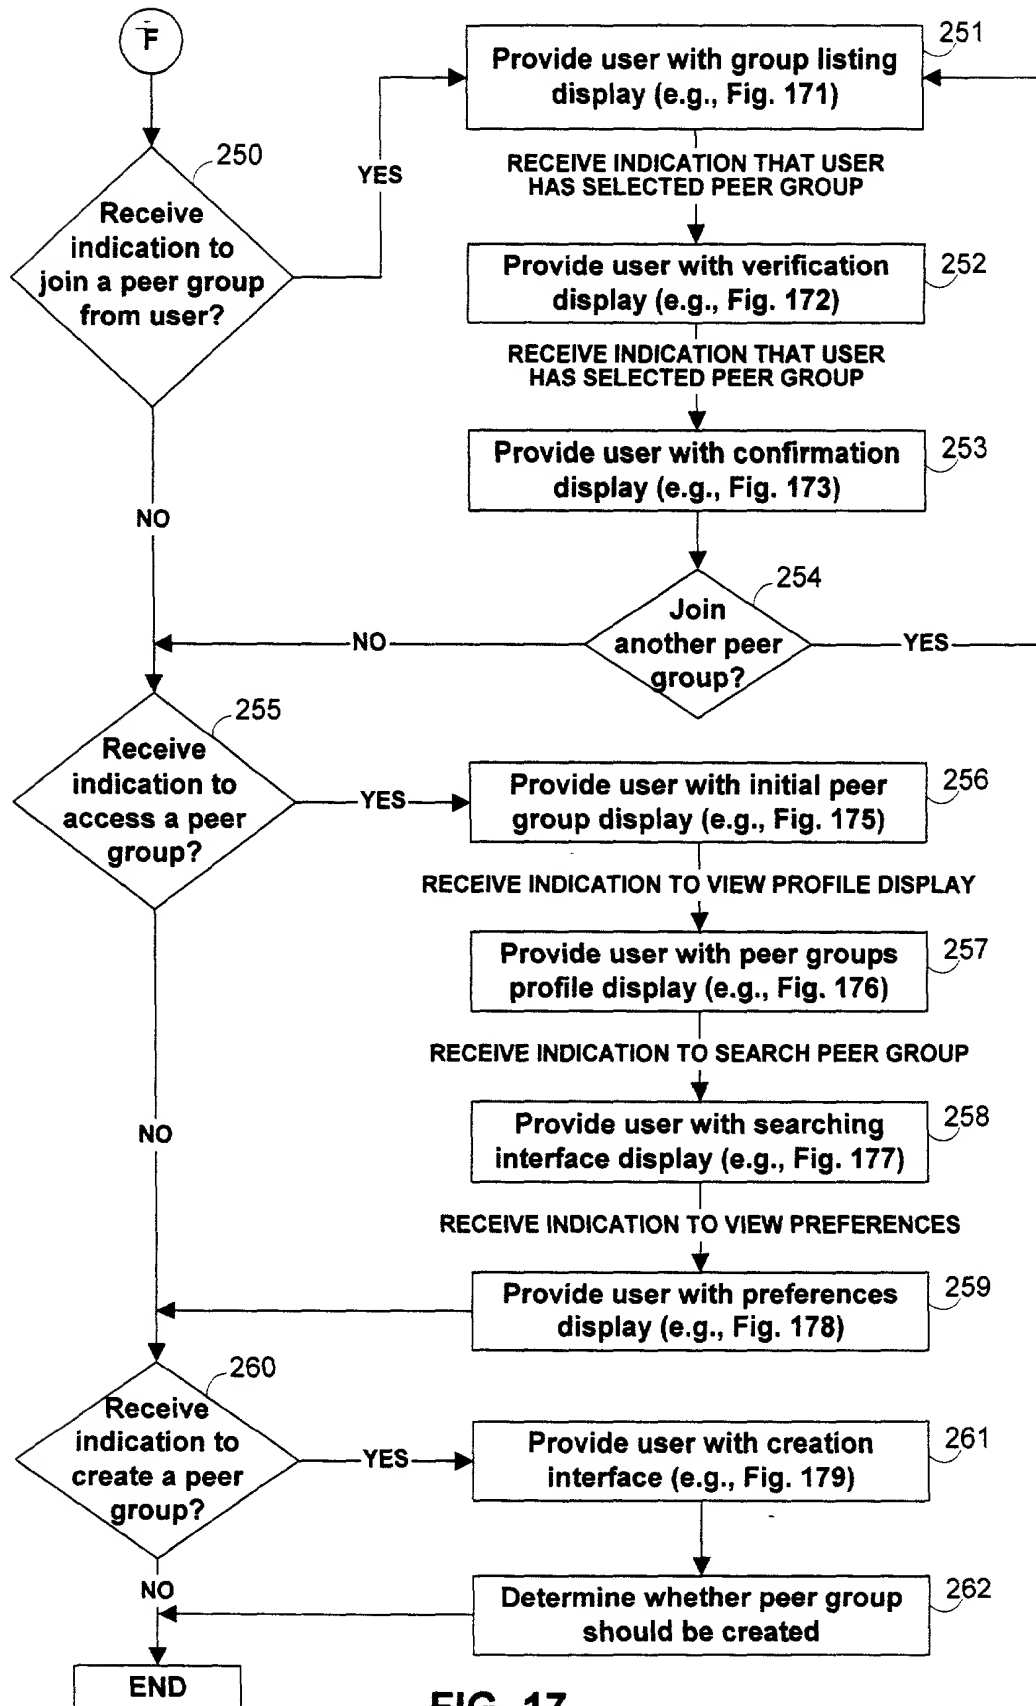 F
251
Provide user with group listing
display (e.g., Fig. 171)
250
YES
RECEIVE INDICATION THAT USER
HAS SELECTED PEER GROUP
Receive
indication to
join a peer group
from user?
Provide user with verification
display (e.g., Fig. 172)
252
RECEIVE INDICATION THAT USER
HAS SELECTED PEER GROUP
Provide user with confirmation
display (e.g., Fig. 173)
253
NO
254
Join
another peer
group?
NO
YES
255
Receive
indication to
access a peer
group?
YES
Provide user with initial peer
group display (e.g., Fig. 175)
256
RECEIVE INDICATION TO VIEW PROFILE DISPLAY
Provide user with peer groups
profile display (e.g., Fig. 176)
257
RECEIVE INDICATION TO SEARCH PEER GROUP
NO
Provide user with searching
interface display (e.g., Fig. 177)
258
RECEIVE INDICATION TO VIEW PREFERENCES
Provide user with preferences
display (e.g., Fig. 178)
259
260
Receive
indication to
create a peer
group?
YES
Provide user with creation
interface (e.g., Fig. 179)
261
NO
Determine whether peer group
should be created
262
END
FIG. 17